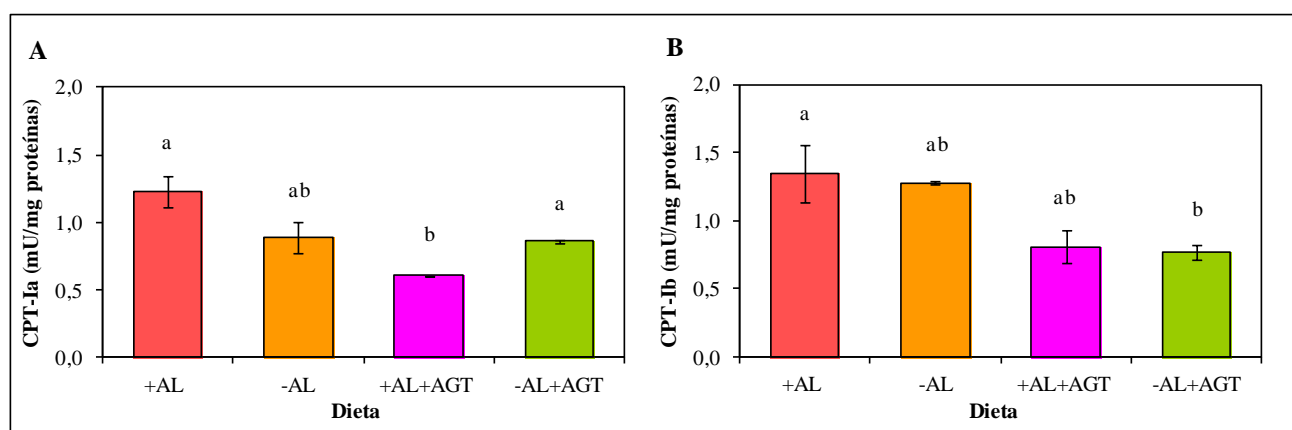 A
CPT-Ia (mU/mg proteínas)
2,0
1,5
1,0
0,5
0,0
a
ab
b
a
+AL
-AL
+AL+AGT
-AL+AGT
Dieta
B
CPT-Ib (mU/mg proteínas)
2,0
1,5
1,0
0,5
0,0
a
ab
ab
b
+AL
-AL
+AL+AGT
-AL+AGT
Dieta